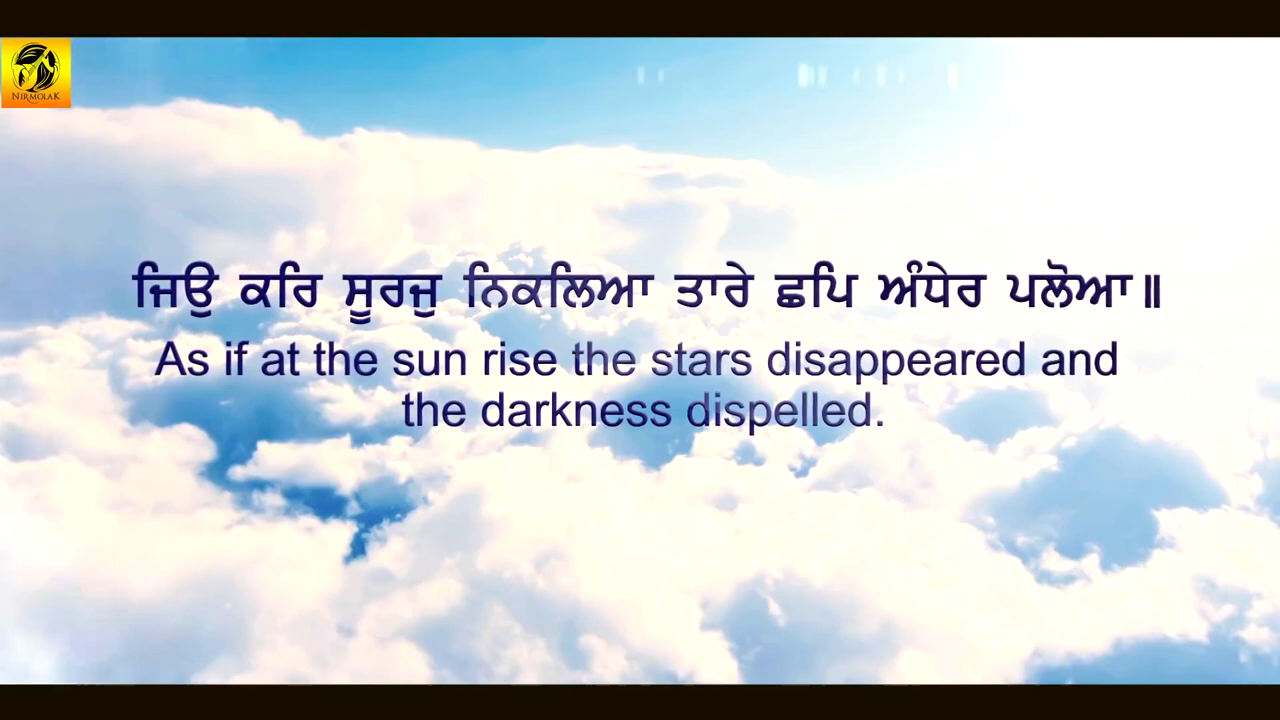 NIRMOLAK
ਜਿਉ ਕਰਿ ਸੂਰਜੁ ਨਿਕਲਿਆ ਤਾਰੇ ਛਪਿ ਅੰਧੇਰ ਪਲੋਆ॥
As if at the sun rise the stars disappeared and
the darkness dispelled.